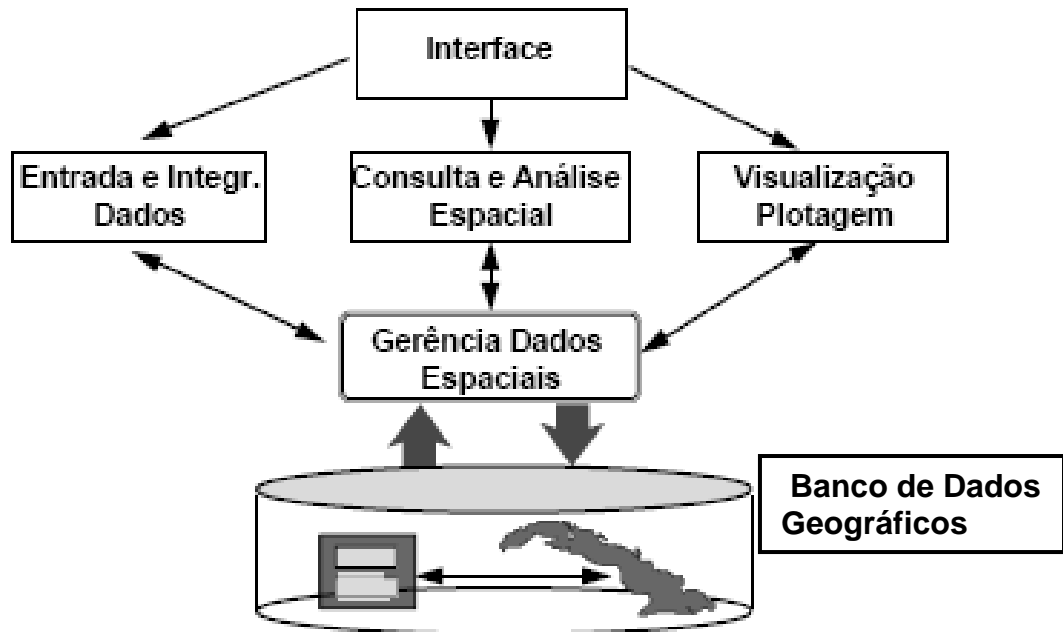 Interface
Entrada e Integr.
Dados
Consulta e Análise
Espacial
Visualização
Plotagem
Gerência Dados
Espaciais
Banco de Dados
Geográficos